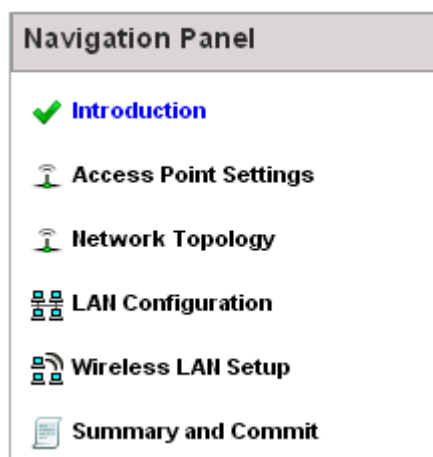 Navigation Panel
Introduction
Access Point Settings
Network Topology
LAN Configuration
Wireless LAN Setup
Summary and Commit